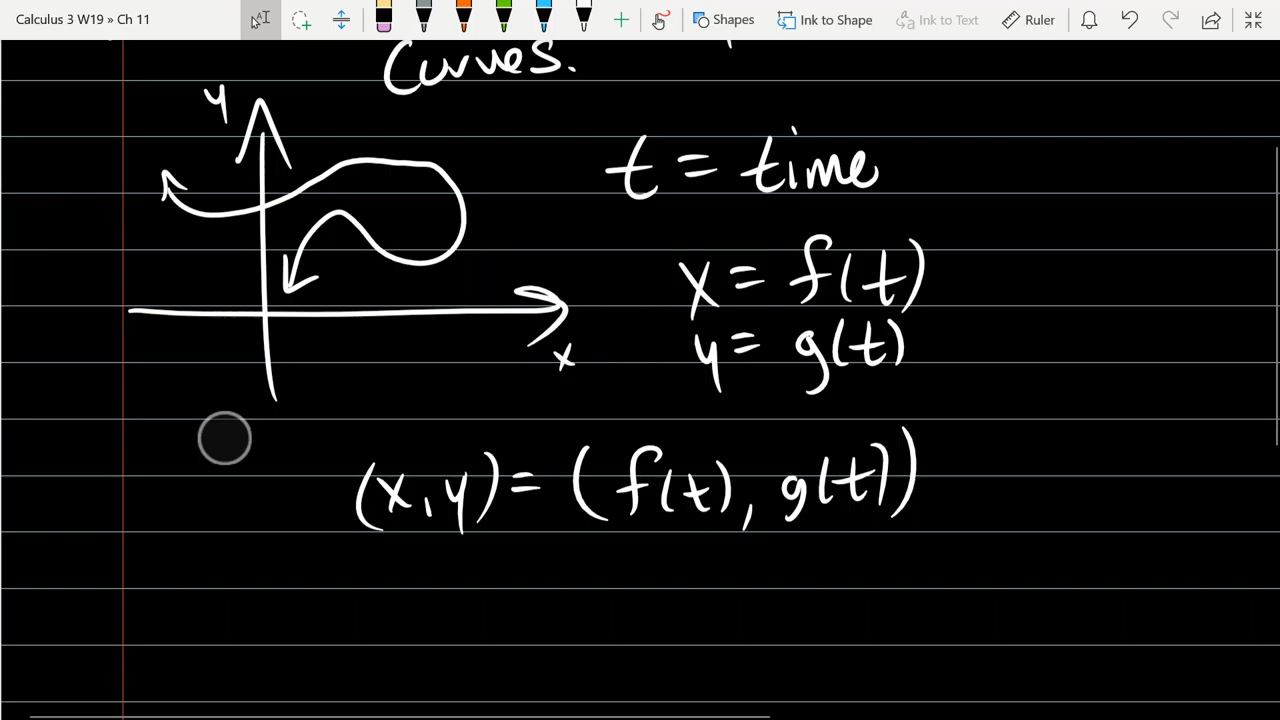 Calculus 3 W19 » Ch 11
Shapes
Ink to Shape
Ink to Text
Ruler
Curves.
y
t = time
x = f(t)
y = g(t)
x
(x,y) = (f(t), g(t))